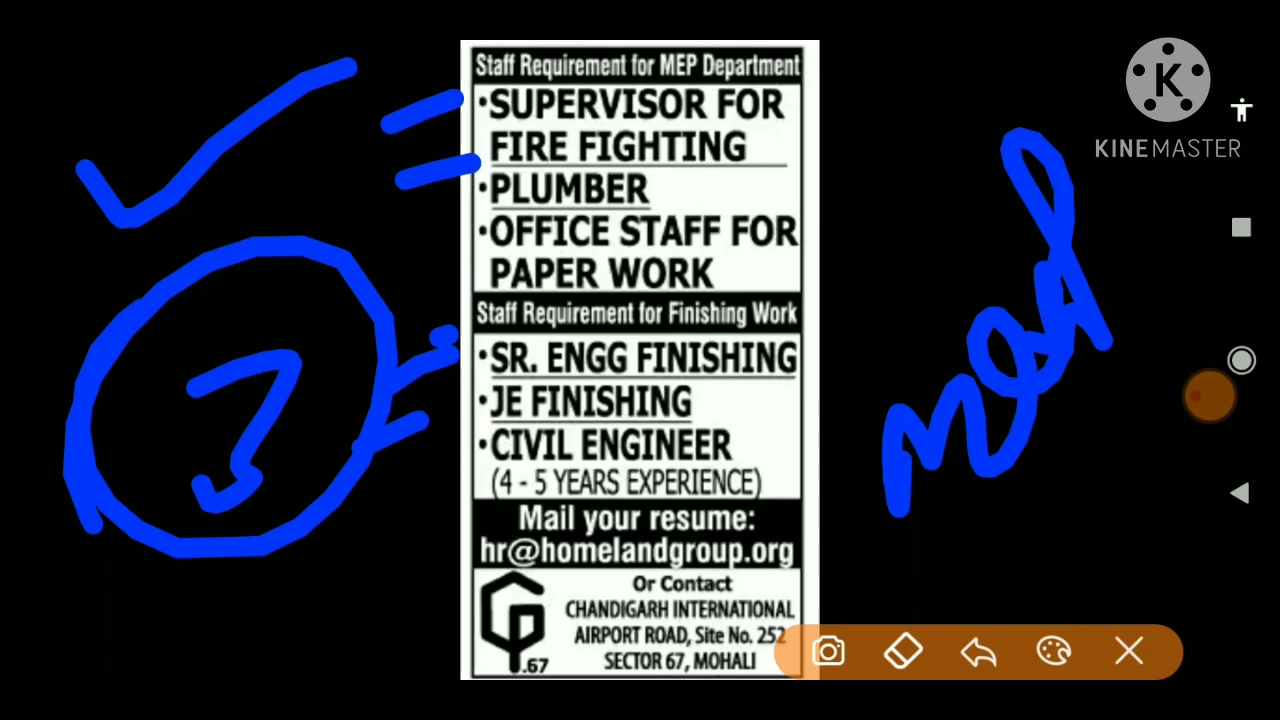 Staff Requirement for MEP Department
•SUPERVISOR FOR
FIRE FIGHTING
•PLUMBER
•OFFICE STAFF FOR
PAPER WORK
Staff Requirement for Finishing Work
•SR. ENGG FINISHING
•JE FINISHING
•CIVIL ENGINEER
(4 - 5 YEARS EXPERIENCE)
Mail your resume:
hr@homelandgroup.org
Or Contact
CHANDIGARH INTERNATIONAL
AIRPORT ROAD, Site No. 252
SECTOR 67, MOHALI
.67
K
KINEMASTER